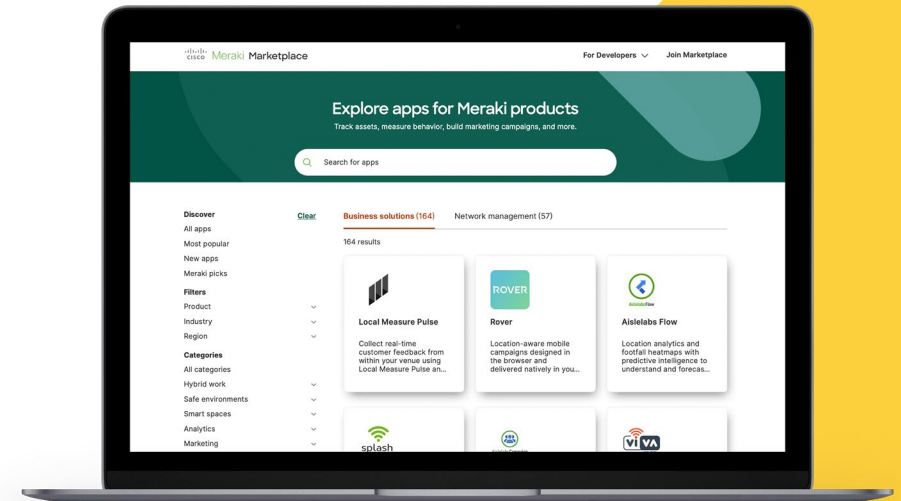 cisco Meraki Marketplace
For Developers
Join Marketplace
Explore apps for Meraki products
Track assets, measure behavior, build marketing campaigns, and more.
Search for apps
Discover
Clear
All apps
Most popular
New apps
Meraki picks
Filters
Product
Industry
Region
Categories
All categories
Hybrid work
Safe environments
Smart spaces
Analytics
Marketing
Business solutions (164)
Network management (57)
164 results
Local Measure Pulse
Collect real-time
customer feedback from
within your venue using
Local Measure Pulse an...
ROVER
Rover
Location-aware mobile
campaigns designed in
the browser and
delivered natively in you...
AislelabsFlow
Aislelabs Flow
Location analytics and
footfall heatmaps with
predictive intelligence to
understand and forecas...
splash
VIVA